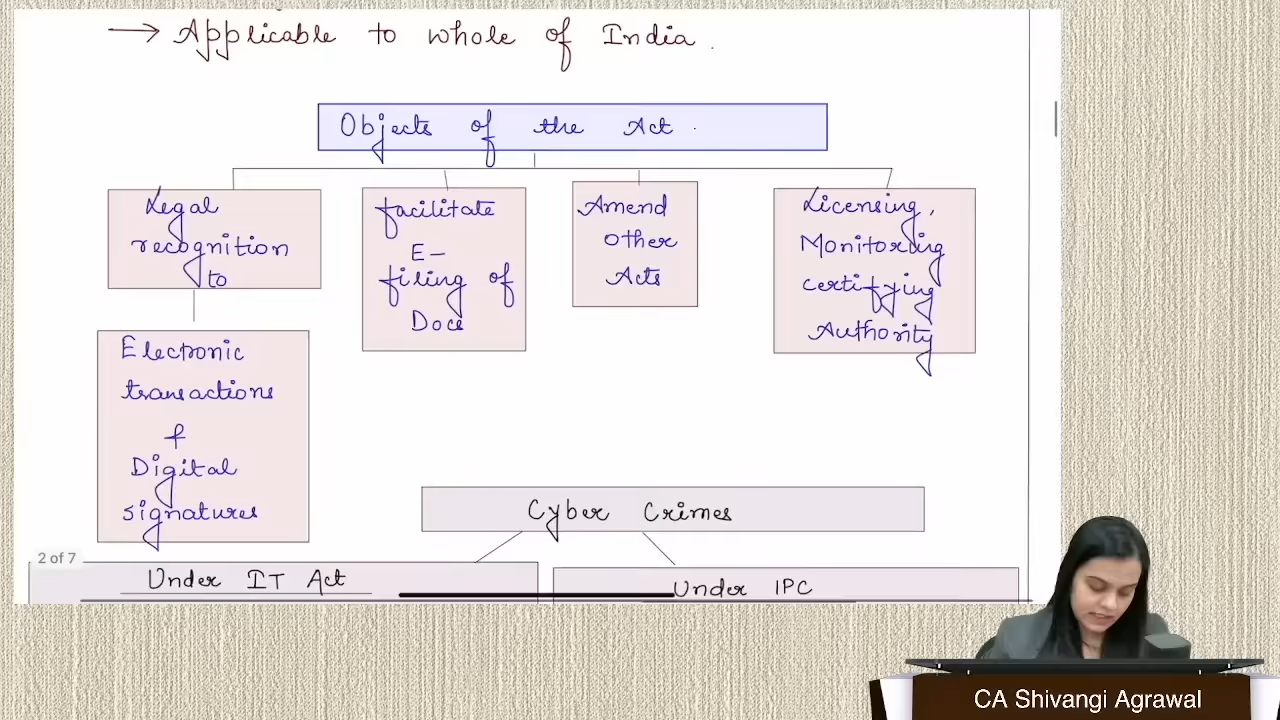 → Applicable to whole of India.
Objects of the Act.
Legal
recognition
to
Electronic
transactions
&
Digital
signatures
facilitate
E-
filing of
Docs
Amend
Other
Acts
Licensing,
Monitoring
certifying
Authority
Cyber Crimes
2 of 7
Under IT Act
Under IPC
CA Shivangi Agrawal